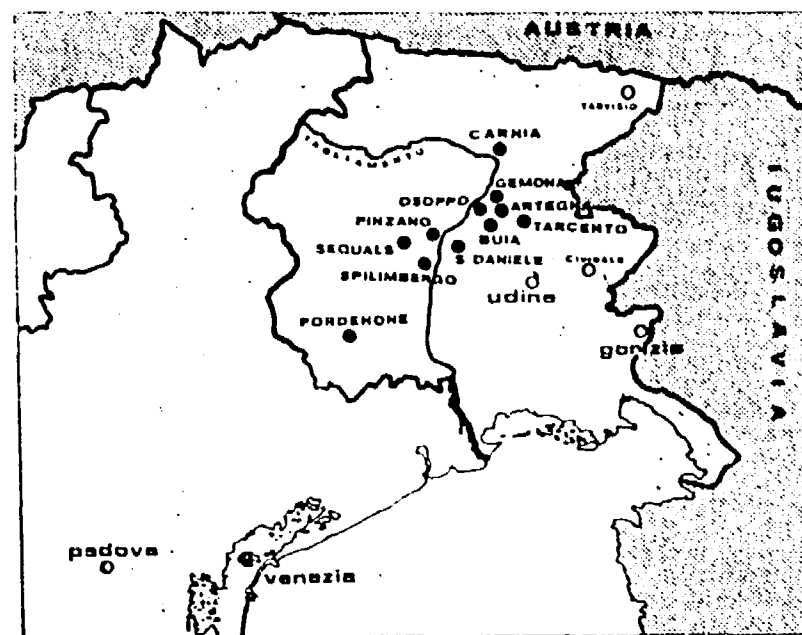 AUSTRIA
TARVISIO
CARNIA
TAGLIAMENTO
GEMONA
OSOPPO
ARTEGNA
PINZANO
TARCENTO
BUIA
SEQUALS
S DANIELE
CIVIDALE
SPILIMBERGO
udine
PORDENONE
gorizia
IUGOSLAVIA
padova
venezia